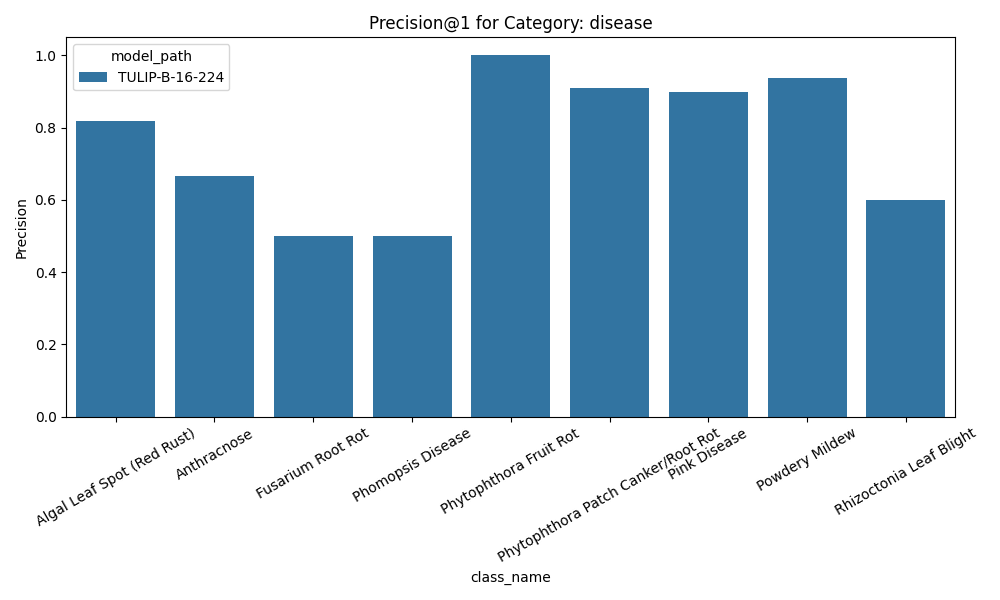 Precision@1 for Category: disease
model_path
TULIP-B-16-224
Precision
1.0
0.8
0.6
0.4
0.2
0.0
Algal Leaf Spot (Red Rust)
Anthracnose
Fusarium Root Rot
Phomopsis Disease
Phytophthora Fruit Rot
Phytophthora Patch Canker/Root Rot
Pink Disease
Powdery Mildew
Rhizoctonia Leaf Blight
class_name